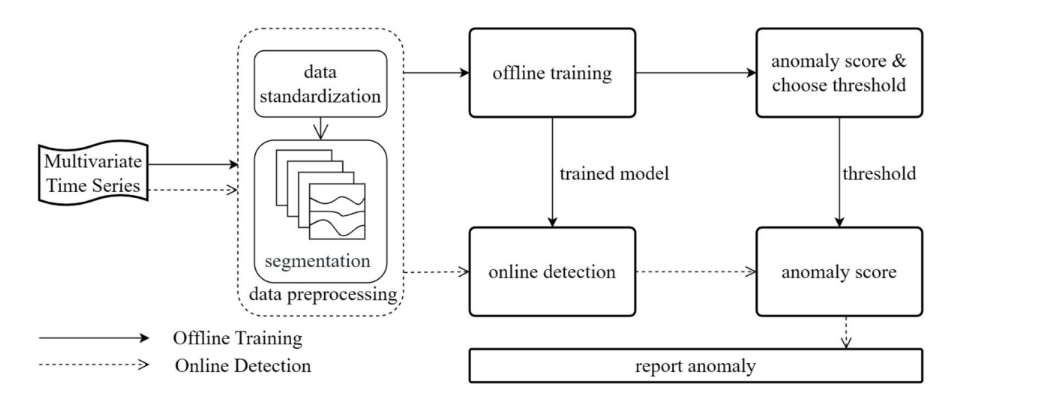 Multivariate
Time Series
data
standardization
segmentation
data preprocessing
offline training
anomaly score &
choose threshold
trained model
threshold
online detection
anomaly score
report anomaly
Offline Training
Online Detection